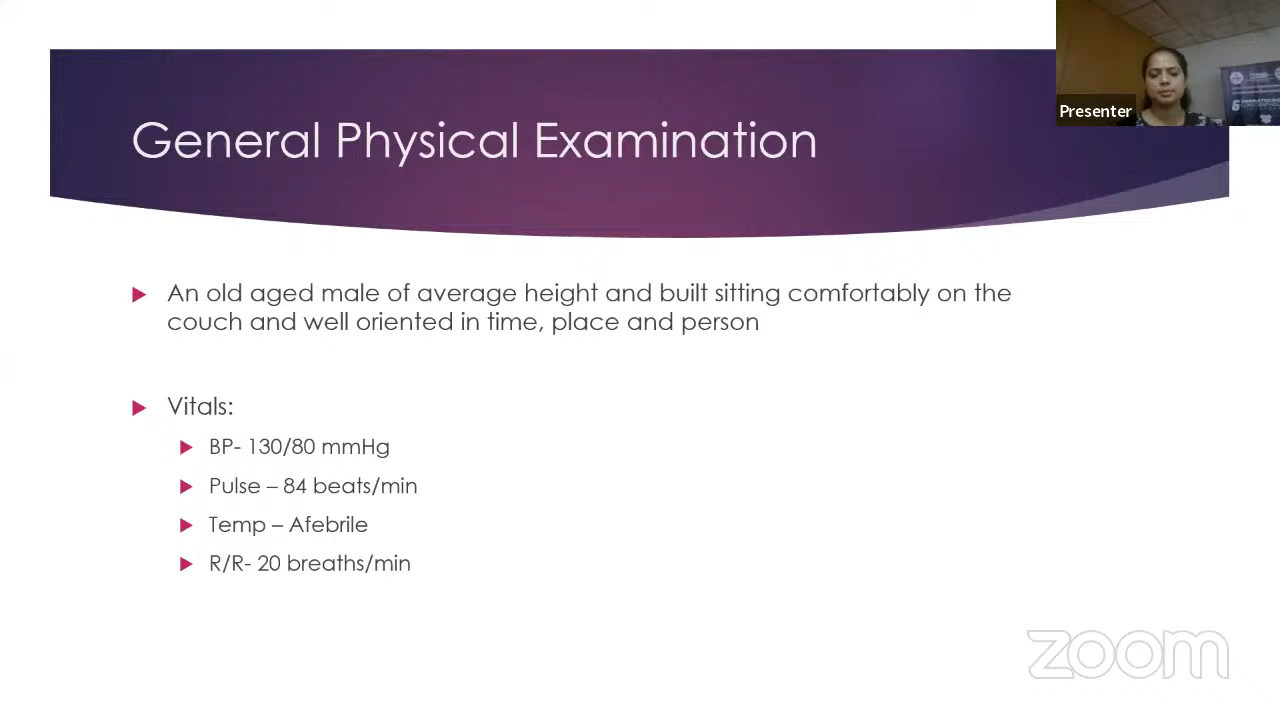 General Physical Examination
Presenter
An old aged male of average height and built sitting comfortably on the
couch and well oriented in time, place and person
Vitals:
BP- 130/80 mmHg
Pulse – 84 beats/min
Temp – Afebrile
R/R- 20 breaths/min
zoom